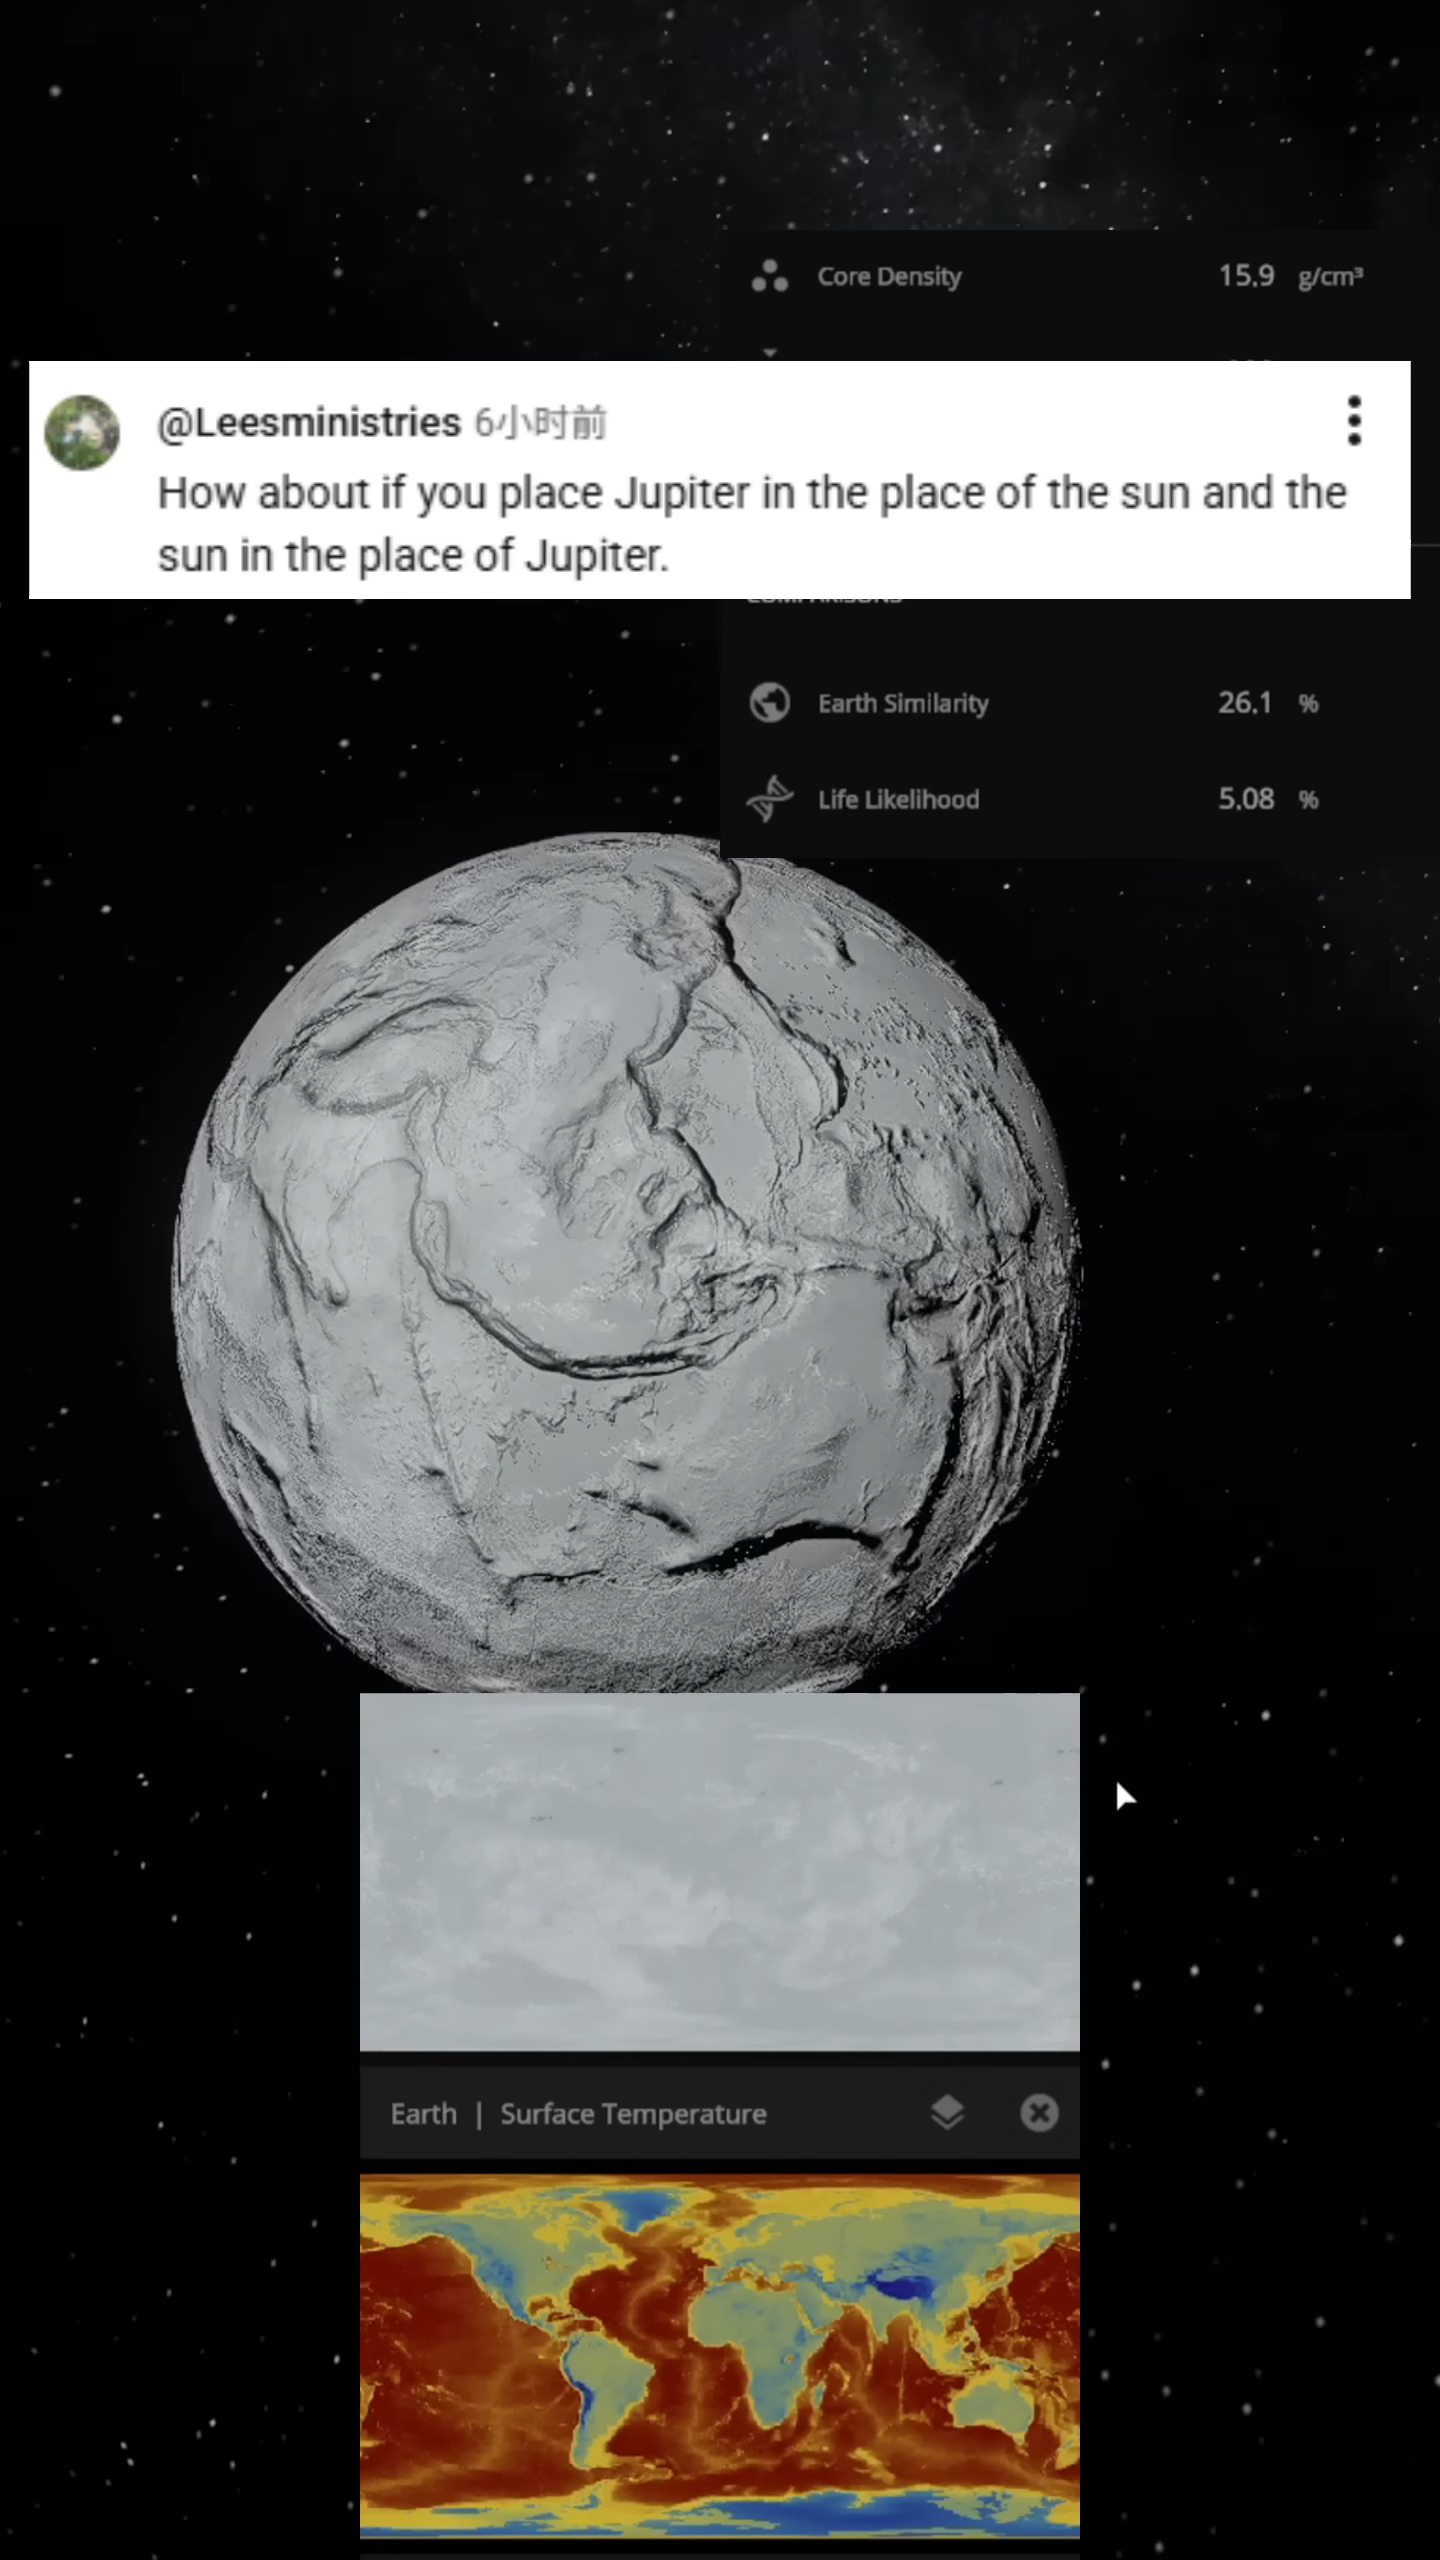 Core Density 15.9 g/cm³
@Leesministries 6小时前
How about if you place Jupiter in the place of the sun and the
sun in the place of Jupiter.
Earth Similarity 26.1 %
Life Likelihood 5.08 %
Earth | Surface Temperature